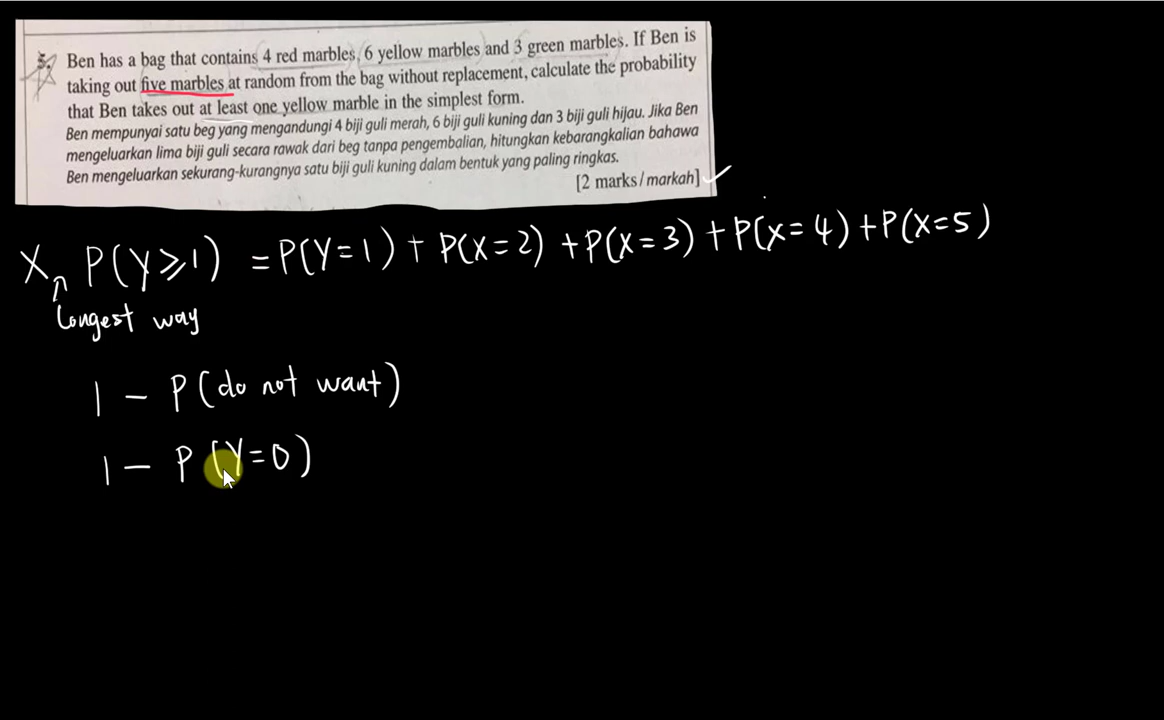 5. Ben has a bag that contains 4 red marbles, 6 yellow marbles and 3 green marbles. If Ben is
taking out five marbles at random from the bag without replacement, calculate the probability
that Ben takes out at least one yellow marble in the simplest form.
Ben mempunyai satu beg yang mengandungi 4 biji guli merah, 6 biji guli kuning dan 3 biji guli hijau. Jika Ben
mengeluarkan lima biji guli secara rawak dari beg tanpa pengembalian, hitungkan kebarangkalian bahawa
Ben mengeluarkan sekurang-kurangnya satu biji guli kuning dalam bentuk yang paling ringkas.
[2 marks/markah]
X, P(Y≥1) = P(Y=1) + P(X=2) + P(X=3) + P(X=4) + P(X=5)
Longest way
1 - P(do not want)
1 - P(Y=0)